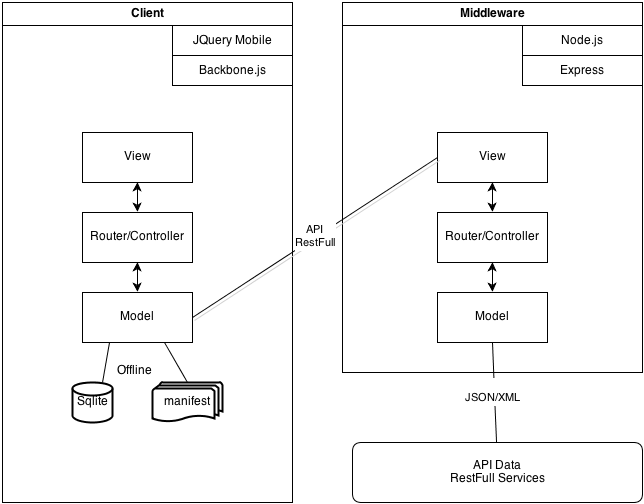 Client
JQuery Mobile
Backbone.js
View
Router/Controller
Model
Offline
Sqlite
manifest
API
RestFull
Middleware
Node.js
Express
View
Router/Controller
Model
JSON/XML
API Data
RestFull Services